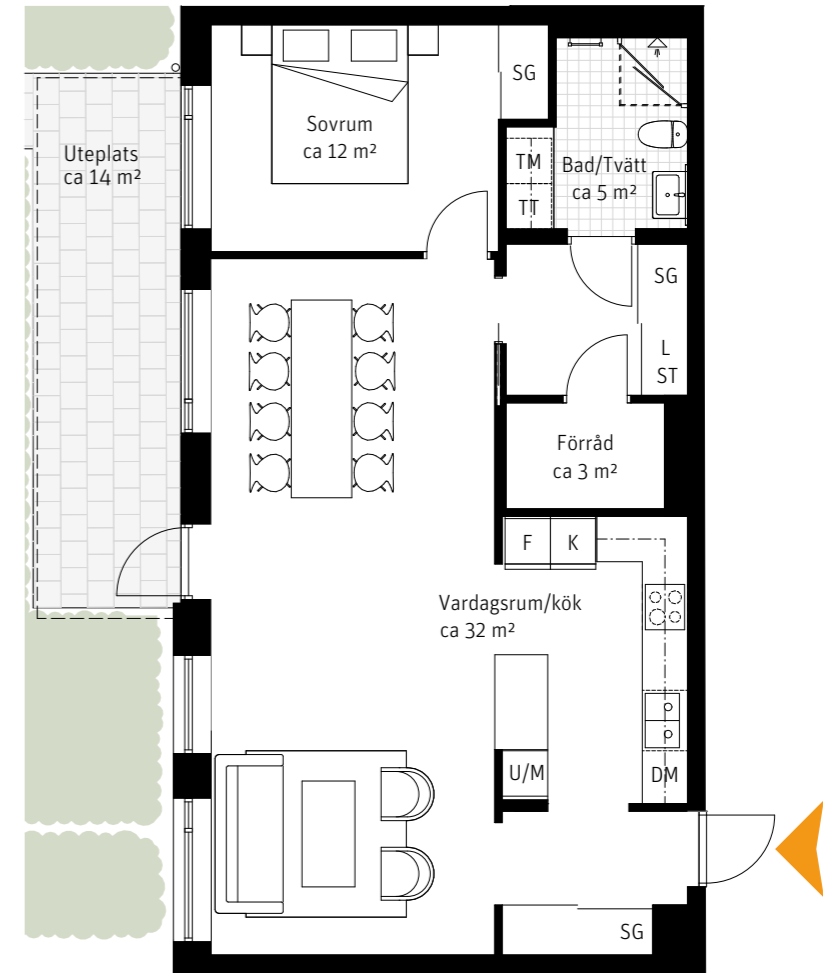 SG
Sovrum
ca 12 m²
Uteplats
ca 14 m²
TM
TT
Bad/Tvätt
ca 5 m²
SG
L
ST
Förråd
ca 3 m²
F
K
Vardagsrum/kök
ca 32 m²
U/M
DM
SG